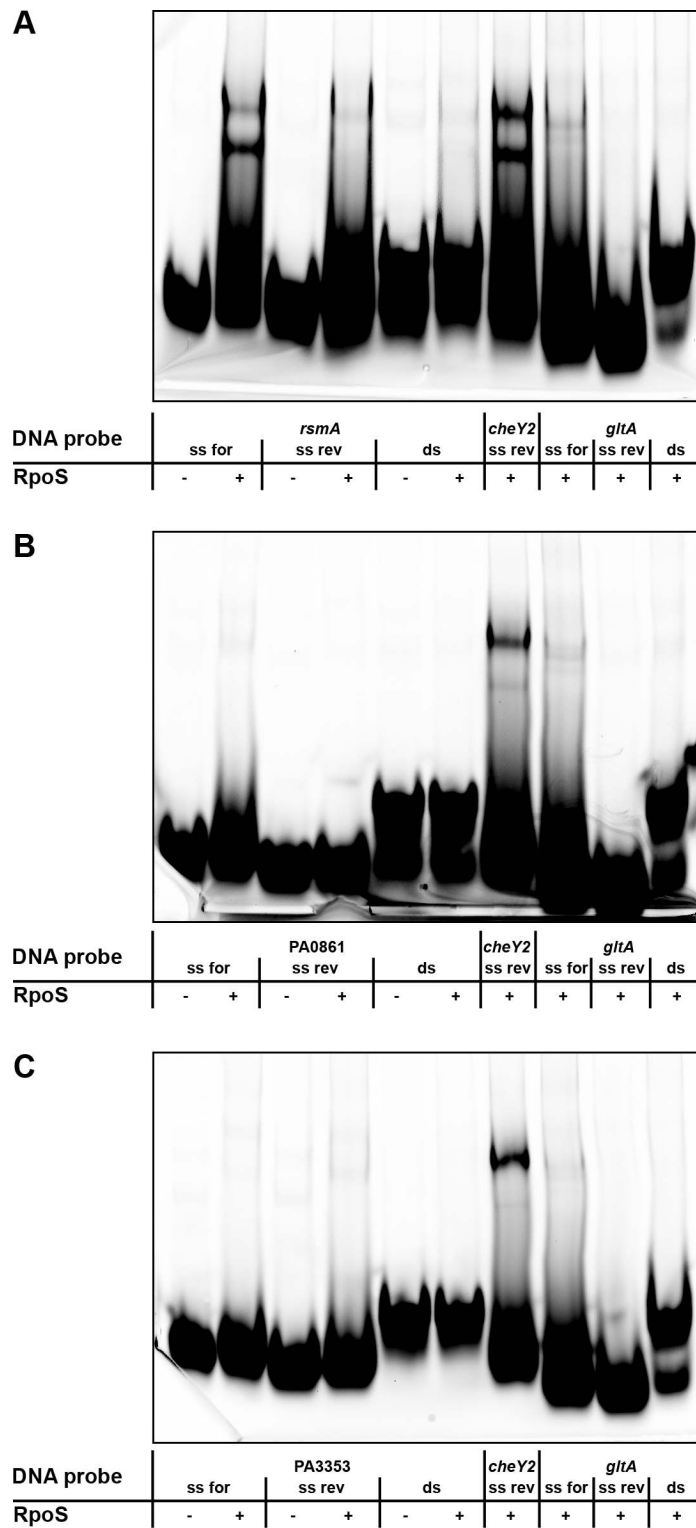 A
DNA probe rsmA cheY2 gltA
ss for ss rev ds ss rev ss for ss rev ds
RpoS - + - + - + + + + +
B
DNA probe PA0861 cheY2 gltA
ss for ss rev ds ss rev ss for ss rev ds
RpoS - + - + - + + + + +
C
DNA probe PA3353 cheY2 gltA
ss for ss rev ds ss rev ss for ss rev ds
RpoS - + - + - + + + + +